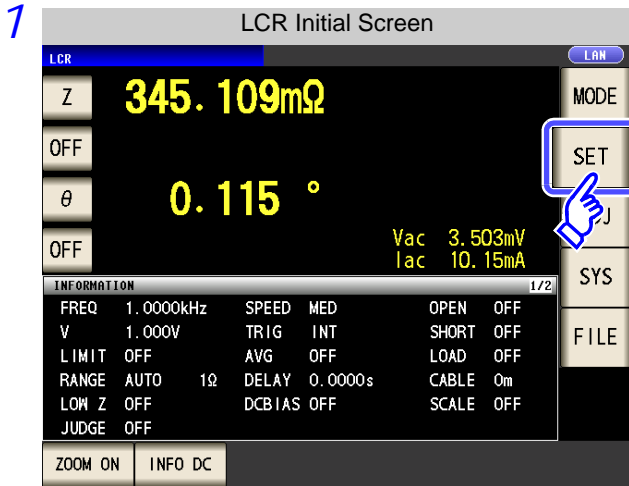 1
LCR Initial Screen
LCR
LAN
Z
345.109mΩ
MODE
OFF
SET
θ
0.115 °
J
OFF
Vac 3.503mV
Iac 10.15mA
SYS
INFORMATION 1/2
FREQ 1.0000kHz SPEED MED OPEN OFF
V 1.000V TRIG INT SHORT OFF
FILE
LIMIT OFF AVG OFF LOAD OFF
RANGE AUTO 1Ω DELAY 0.0000s CABLE 0m
LOW Z OFF DCBIAS OFF SCALE OFF
JUDGE OFF
ZOOM ON INFO DC